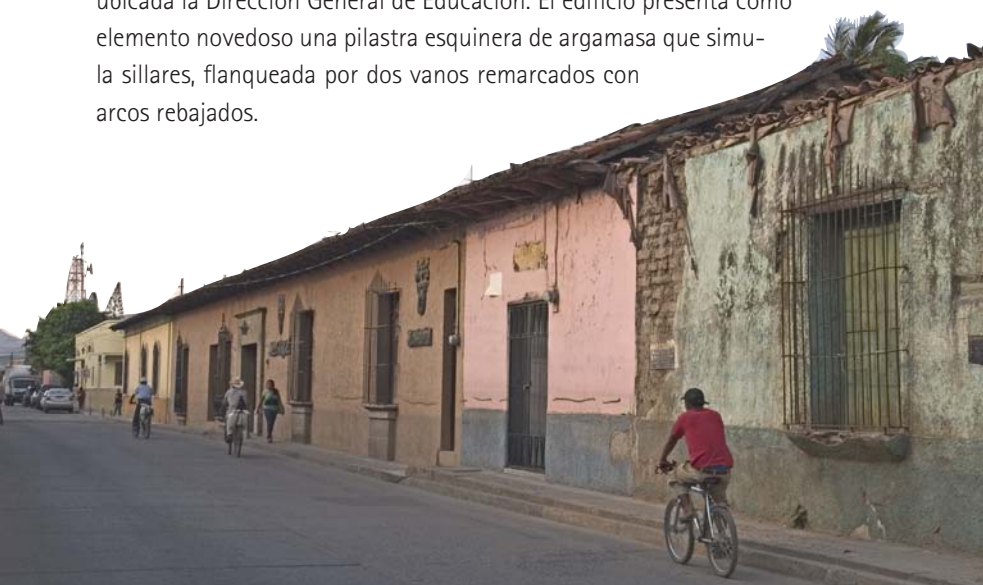 ubicada la Dirección General de Educación. El edificio presenta como
elemento novedoso una pilastra esquinera de argamasa que simu-
la sillares, flanqueada por dos vanos remarcados con
arcos rebajados.